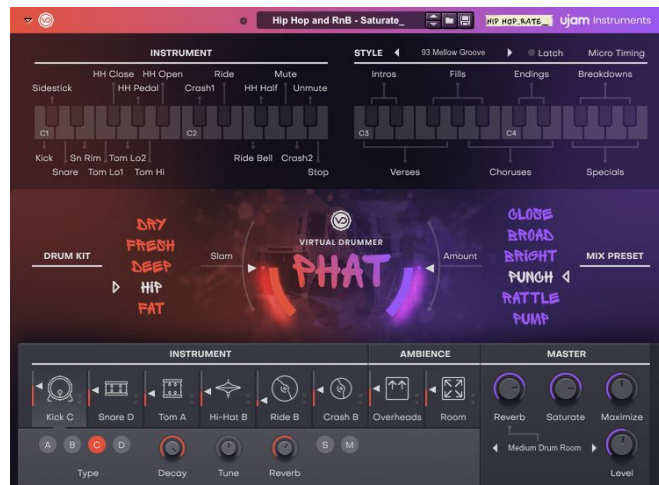 Hip Hop and RnB - Saturate_
HIP HOP.RATE_
ujam Instruments
INSTRUMENT
STYLE 93 Mellow Groove Latch Micro Timing
HH Close HH Open Ride Mute
Sidestick HH Pedal Crash1 HH Half Unmute
Intros Fills Endings Breakdowns
C1 C2 C3 C4
Kick Sn Rim Tom Lo2 Ride Bell Crash2
Snare Tom Lo1 Tom Hi Stop
Verses Choruses Specials
DRUM KIT
DRY
FRESH
DEEP
HIP
FAT
Slam
VIRTUAL DRUMMER
PHAT
Amount
CLOSE
BROAD
BRIGHT
PUNCH
RATTLE
PUMP
MIX PRESET
INSTRUMENT AMBIENCE MASTER
Kick C Snare D Tom A Hi-Hat B Ride B Crash B Overheads Room
Reverb Saturate Maximize
A B C D S M
Medium Drum Room
Type Decay Tune Reverb Level